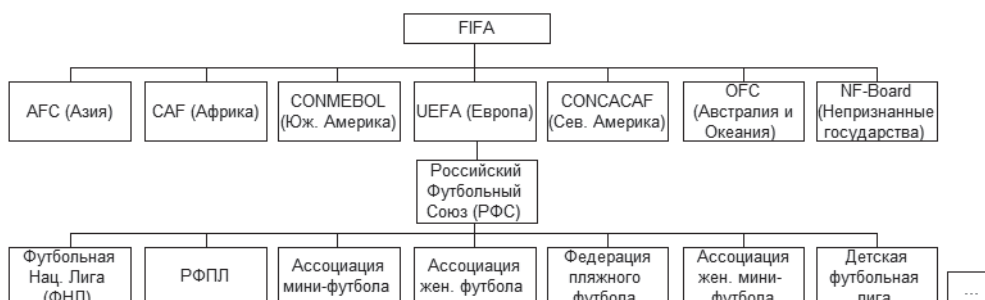 FIFA
AFC (Азия)
CAF (Африка)
CONMEBOL
(Юж. Америка)
UEFA (Европа)
CONCACAF
(Сев. Америка)
OFC
(Австралия и
Океания)
NF-Board
(Непризнанные
государства)
Российский
Футбольный
Союз (РФС)
Футбольная
Нац. Лига
(ФНЛ)
РФПЛ
Ассоциация
мини-футбола
Ассоциация
жен. футбола
Федерация
пляжного
футбола
Ассоциация
жен. мини-
футбола
Детская
футбольная
лига
...